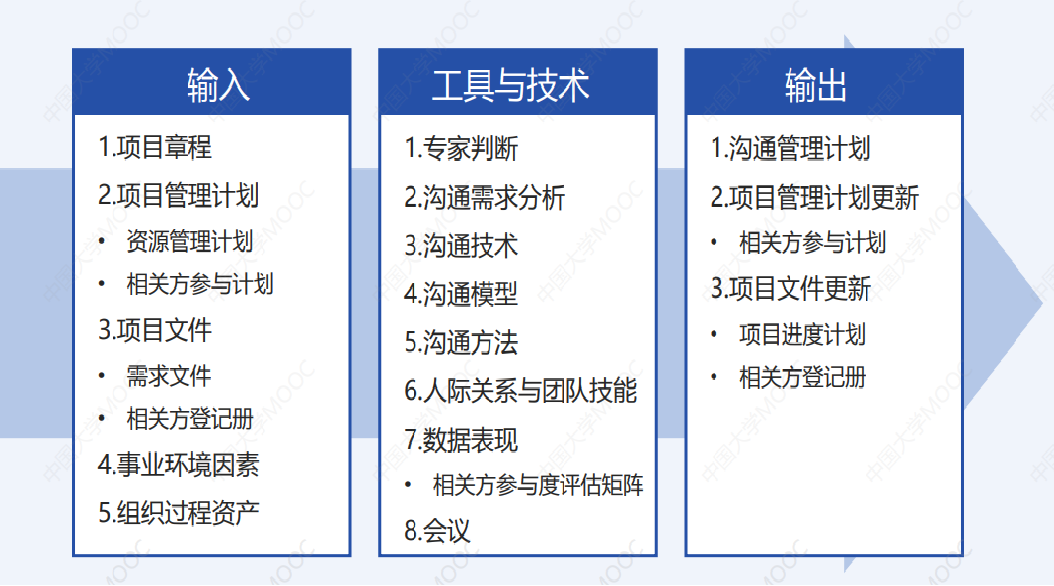 输入
1.项目章程
2.项目管理计划
• 资源管理计划
• 相关方参与计划
3.项目文件
• 需求文件
• 相关方登记册
4.事业环境因素
5.组织过程资产
工具与技术
1.专家判断
2.沟通需求分析
3.沟通技术
4.沟通模型
5.沟通方法
6.人际关系与团队技能
7.数据表现
• 相关方参与度评估矩阵
8.会议
输出
1.沟通管理计划
2.项目管理计划更新
• 相关方参与计划
3.项目文件更新
• 项目进度计划
• 相关方登记册
中国大学MOOC